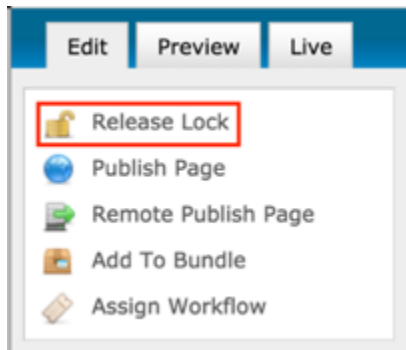 Edit Preview Live
Release Lock
Publish Page
Remote Publish Page
Add To Bundle
Assign Workflow